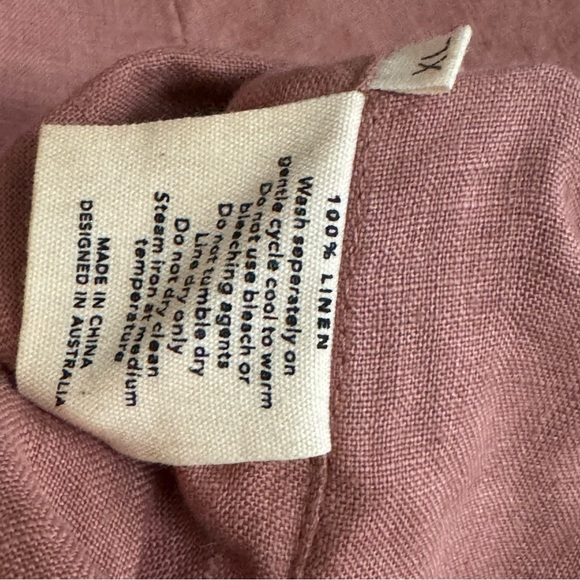 XL
100% LINEN
Wash seperately on
gentle cycle cool to warm
Do not use bleach or
bleaching agents
Do not tumble dry
Line dry only
Do not dry clean
Steam iron at medium
temperature
MADE IN CHINA
DESIGNED IN AUSTRALIA